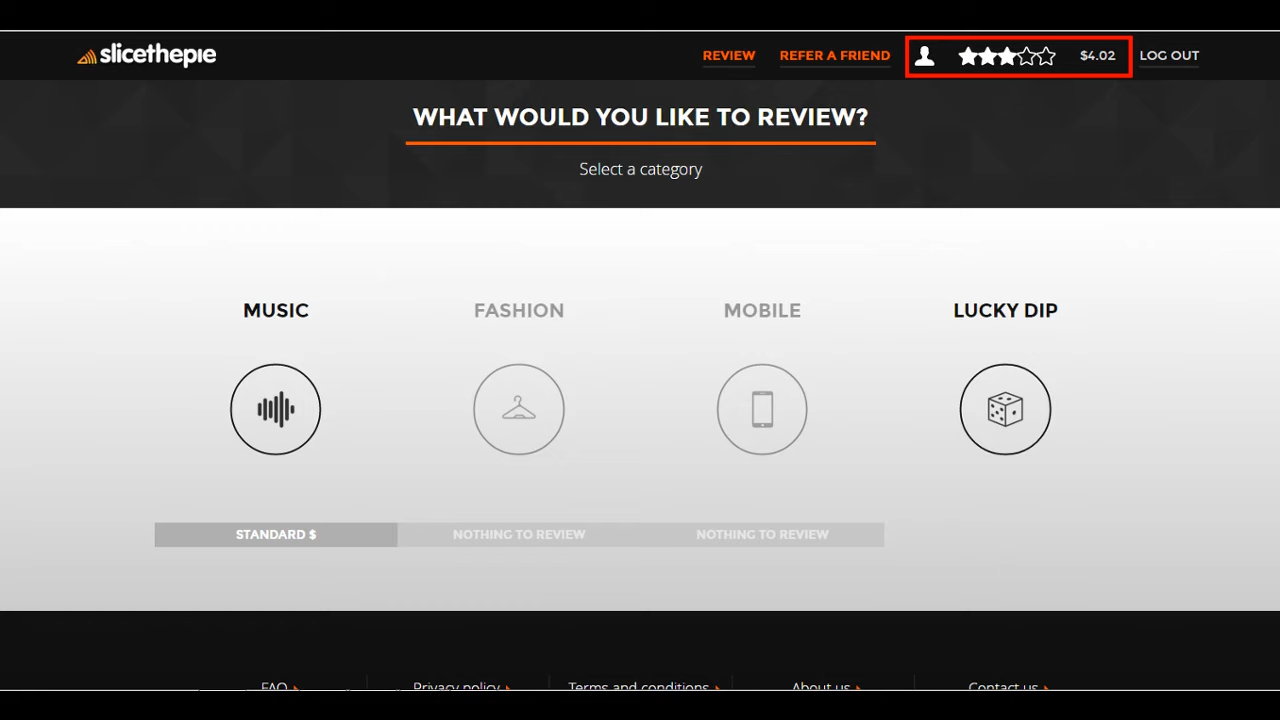 slicethepie
REVIEW REFER A FRIEND $4.02 LOG OUT
WHAT WOULD YOU LIKE TO REVIEW?
Select a category
MUSIC FASHION MOBILE LUCKY DIP
STANDARD $ NOTHING TO REVIEW NOTHING TO REVIEW
FAQ Privacy policy Terms and conditions About us Contact us